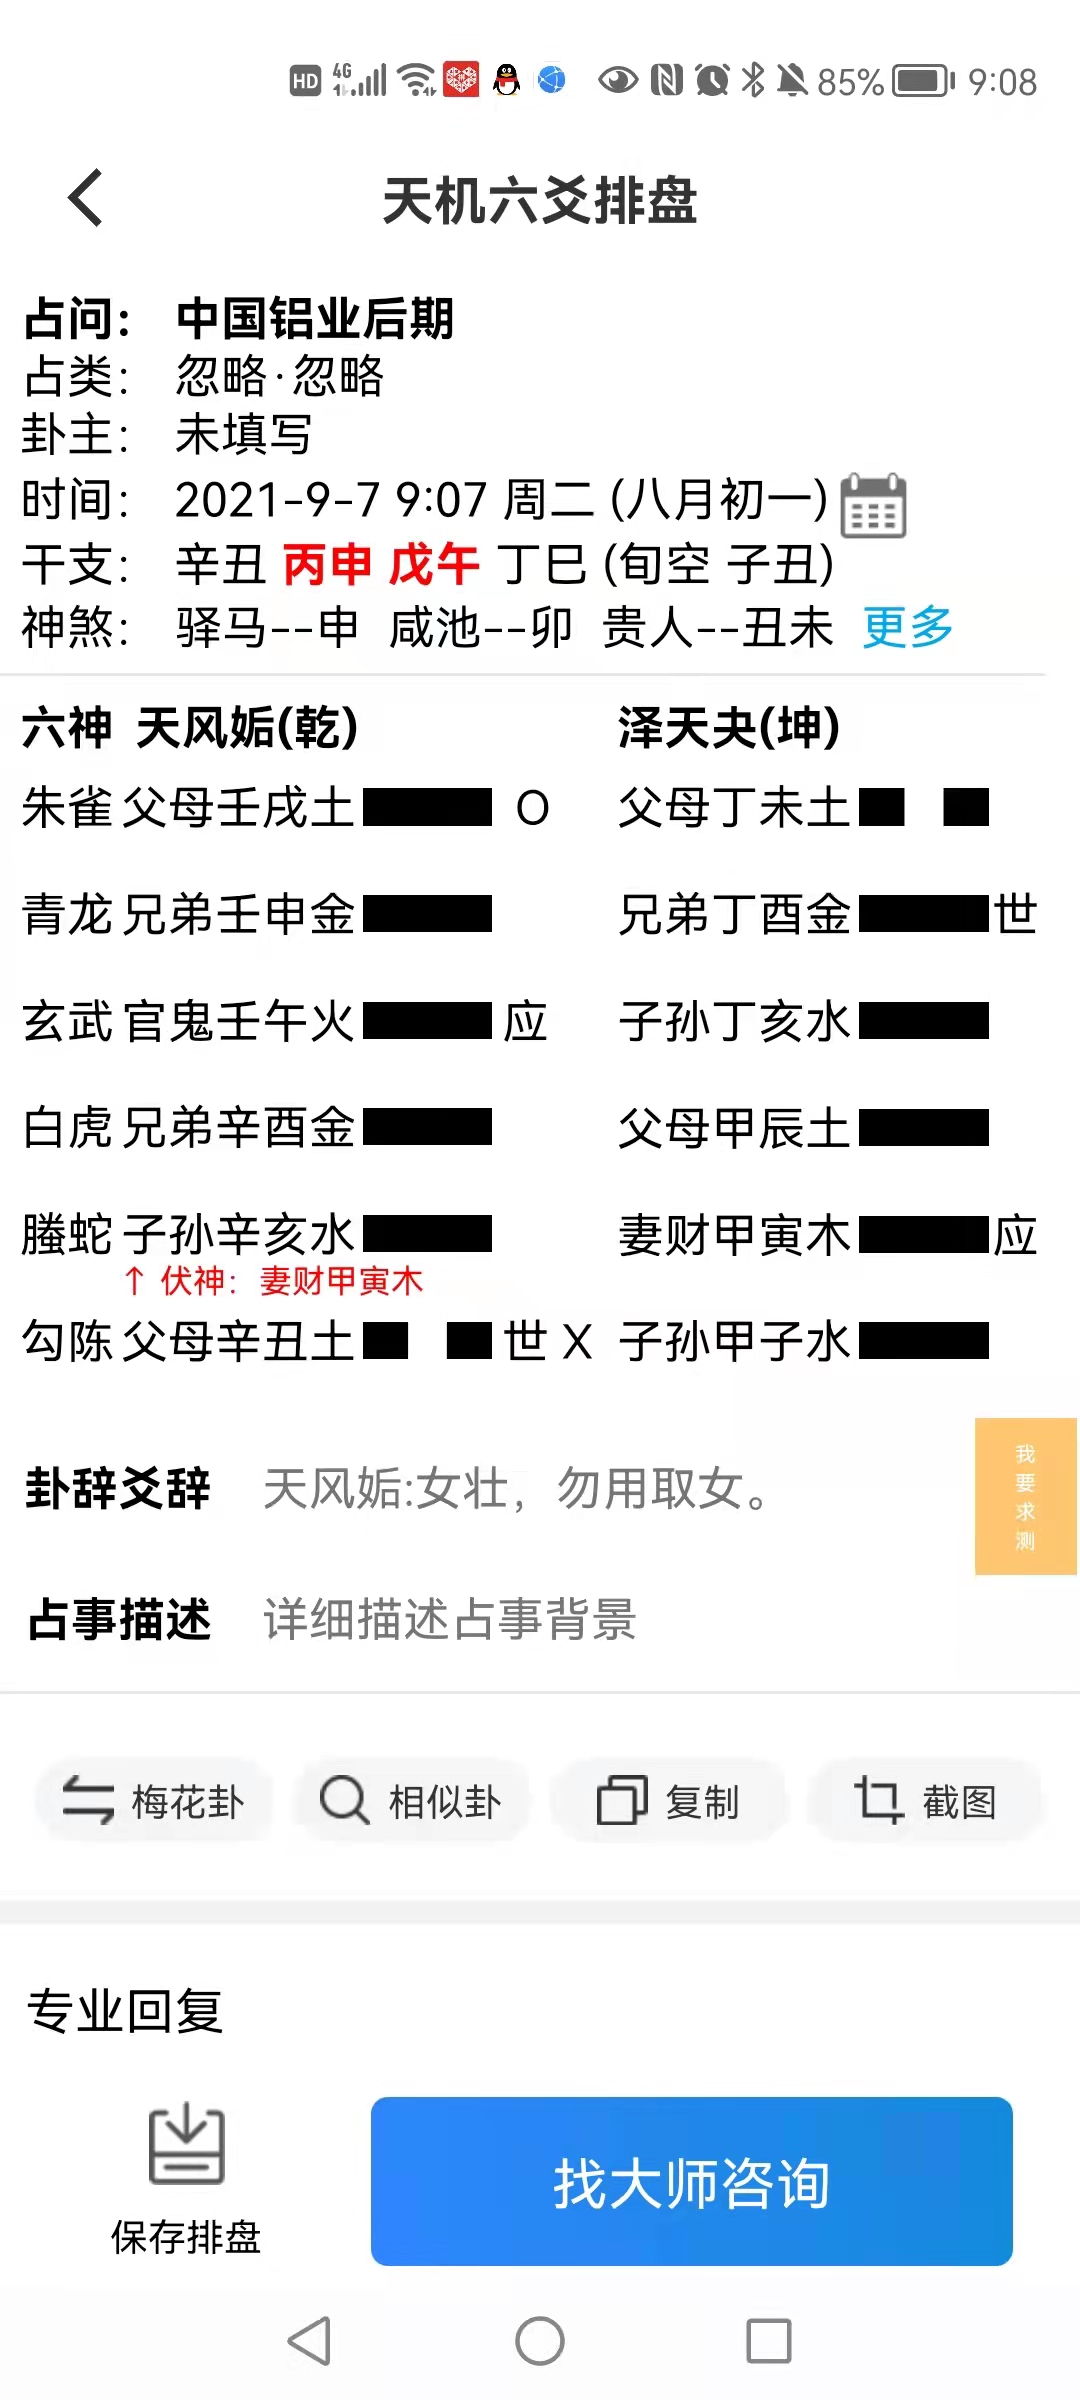 HD 4G 85% 9:08
天机六爻排盘
占问： 中国铝业后期
占类： 忽略·忽略
卦主： 未填写
时间： 2021-9-7 9:07 周二 (八月初一)
干支： 辛丑 丙申 戊午 丁巳 (旬空 子丑)
神煞： 驿马--申 咸池--卯 贵人--丑未 更多
六神 天风姤(乾) 泽天夬(坤)
朱雀 父母壬戌土 O 父母丁未土
青龙 兄弟壬申金 兄弟丁酉金 世
玄武 官鬼壬午火 应 子孙丁亥水
白虎 兄弟辛酉金 父母甲辰土
螣蛇 子孙辛亥水 妻财甲寅木 应
↑ 伏神：妻财甲寅木
勾陈 父母辛丑土 世 X 子孙甲子水
我要求测
卦辞爻辞 天风姤:女壮，勿用取女。
占事描述 详细描述占事背景
梅花卦 相似卦 复制 截图
专业回复
保存排盘 找大师咨询